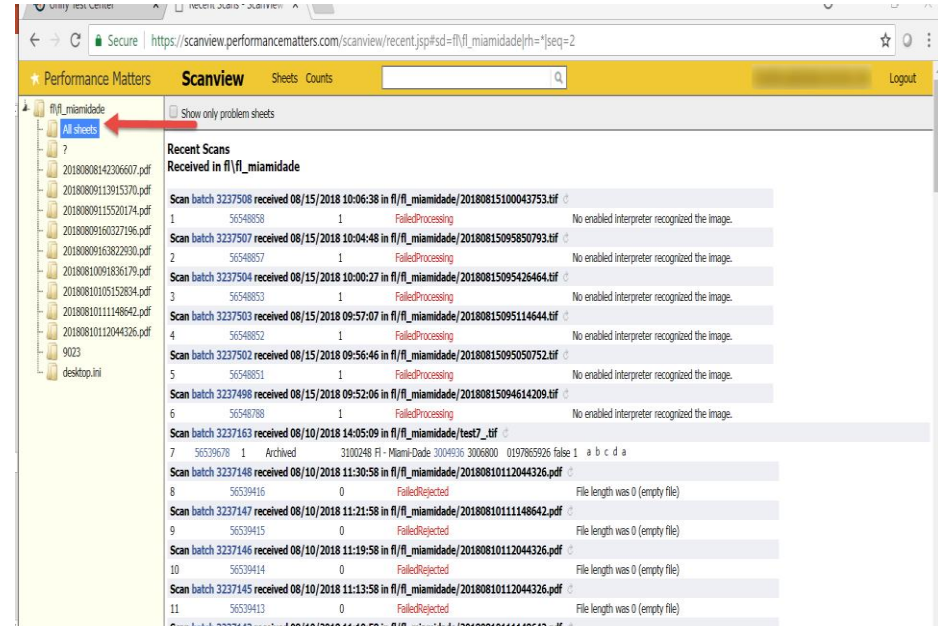 Unify Test Center
Recent Scans - ScanView
Secure | https://scanview.performancematters.com/scanview/recent.jsp#sd=fl\fl_miamidade|rh=*|seq=2
Performance Matters Scanview Sheets Counts Logout
fl\fl_miamidade
All sheets
?
20180808142306607.pdf
20180809113915370.pdf
20180809115520174.pdf
20180809160327196.pdf
20180809163822930.pdf
20180810091836179.pdf
20180810105152834.pdf
20180810111148642.pdf
20180810112044326.pdf
9023
desktop.ini
Show only problem sheets
Recent Scans
Received in fl\fl_miamidade
Scan batch 3237508 received 08/15/2018 10:06:38 in fl/fl_miamidade/20180815100043753.tif
1 56548858 1 FailedProcessing No enabled interpreter recognized the image.
Scan batch 3237507 received 08/15/2018 10:04:48 in fl/fl_miamidade/20180815095850793.tif
2 56548857 1 FailedProcessing No enabled interpreter recognized the image.
Scan batch 3237504 received 08/15/2018 10:00:27 in fl/fl_miamidade/20180815095426464.tif
3 56548853 1 FailedProcessing No enabled interpreter recognized the image.
Scan batch 3237503 received 08/15/2018 09:57:07 in fl/fl_miamidade/20180815095114644.tif
4 56548852 1 FailedProcessing No enabled interpreter recognized the image.
Scan batch 3237502 received 08/15/2018 09:56:46 in fl/fl_miamidade/20180815095050752.tif
5 56548851 1 FailedProcessing No enabled interpreter recognized the image.
Scan batch 3237498 received 08/15/2018 09:52:06 in fl/fl_miamidade/20180815094614209.tif
6 56548788 1 FailedProcessing No enabled interpreter recognized the image.
Scan batch 3237163 received 08/10/2018 14:05:09 in fl/fl_miamidade/test7_.tif
7 56539678 1 Archived 3100248 Fl - Miami-Dade 3004936 3006800 0197865926 false 1 a b c d a
Scan batch 3237148 received 08/10/2018 11:30:58 in fl/fl_miamidade/20180810112044326.pdf
8 56539416 0 FailedRejected File length was 0 (empty file)
Scan batch 3237147 received 08/10/2018 11:21:58 in fl/fl_miamidade/20180810111148642.pdf
9 56539415 0 FailedRejected File length was 0 (empty file)
Scan batch 3237146 received 08/10/2018 11:19:58 in fl/fl_miamidade/20180810112044326.pdf
10 56539414 0 FailedRejected File length was 0 (empty file)
Scan batch 3237145 received 08/10/2018 11:13:58 in fl/fl_miamidade/20180810112044326.pdf
11 56539413 0 FailedRejected File length was 0 (empty file)